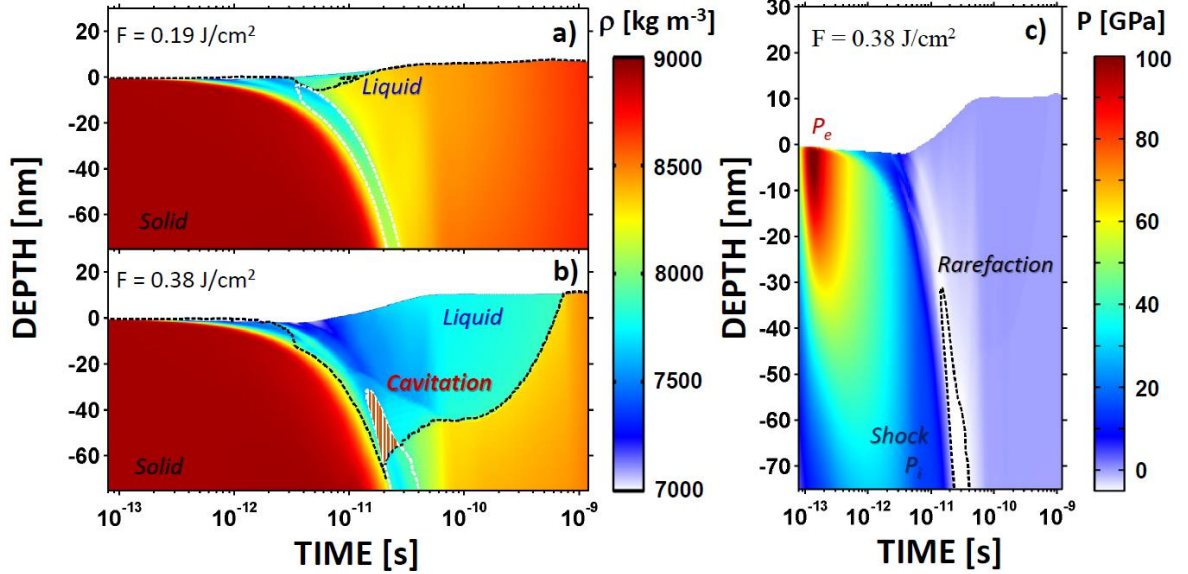 F = 0.19 J/cm²
a)
Liquid
Solid
20
0
-20
-40
-60
F = 0.38 J/cm²
b)
Liquid
Cavitation
Solid
20
0
-20
-40
-60
DEPTH [nm]
10⁻¹³
10⁻¹²
10⁻¹¹
10⁻¹⁰
10⁻⁹
TIME [s]
ρ [kg m⁻³]
9000
8500
8000
7500
7000
F = 0.38 J/cm²
c)
Pₑ
Rarefaction
Shock
Pᵢ
30
20
10
0
-10
-20
-30
-40
-50
-60
-70
DEPTH [nm]
10⁻¹³
10⁻¹²
10⁻¹¹
10⁻¹⁰
10⁻⁹
TIME [s]
P [GPa]
100
80
60
40
20
0